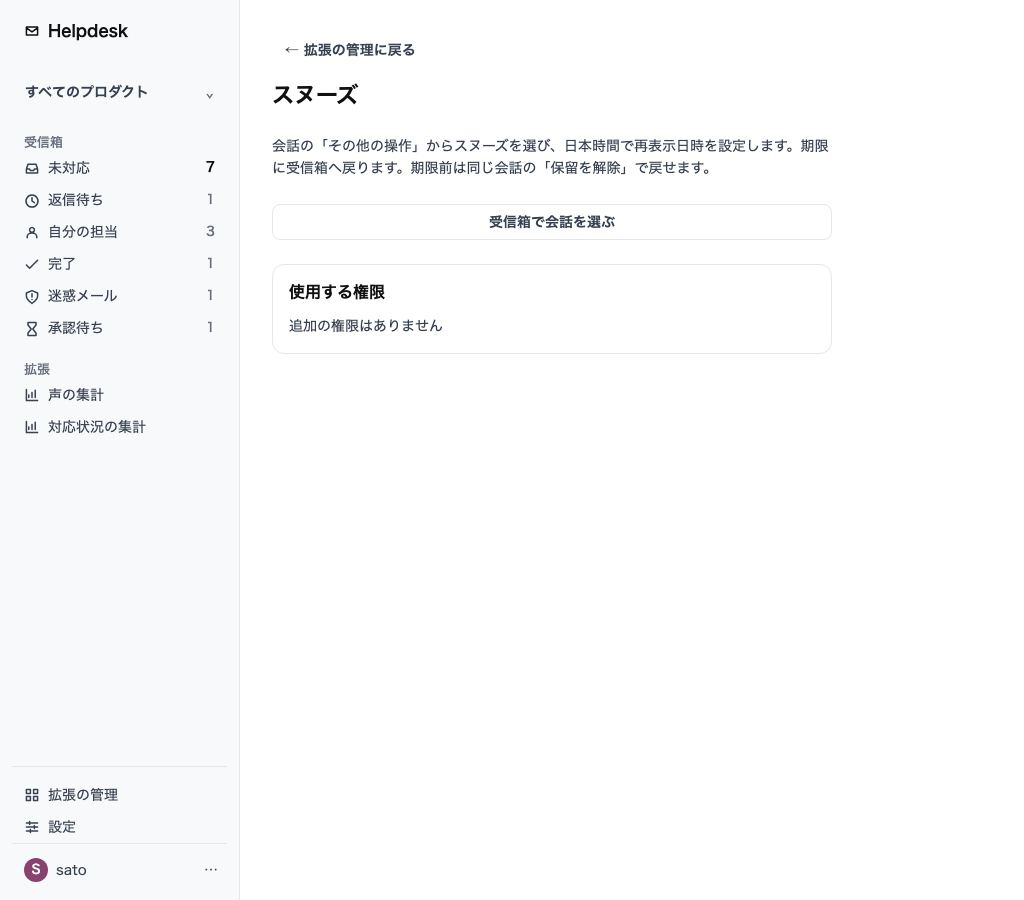 Helpdesk
すべてのプロダクト
受信箱
未対応 7
返信待ち 1
自分の担当 3
完了 1
迷惑メール 1
承認待ち 1
拡張
声の集計
対応状況の集計
拡張の管理
設定
S sato ...
← 拡張の管理に戻る
スヌーズ
会話の「その他の操作」からスヌーズを選び、日本時間で再表示日時を設定します。期限
に受信箱へ戻ります。期限前は同じ会話の「保留を解除」で戻せます。
受信箱で会話を選ぶ
使用する権限
追加の権限はありません